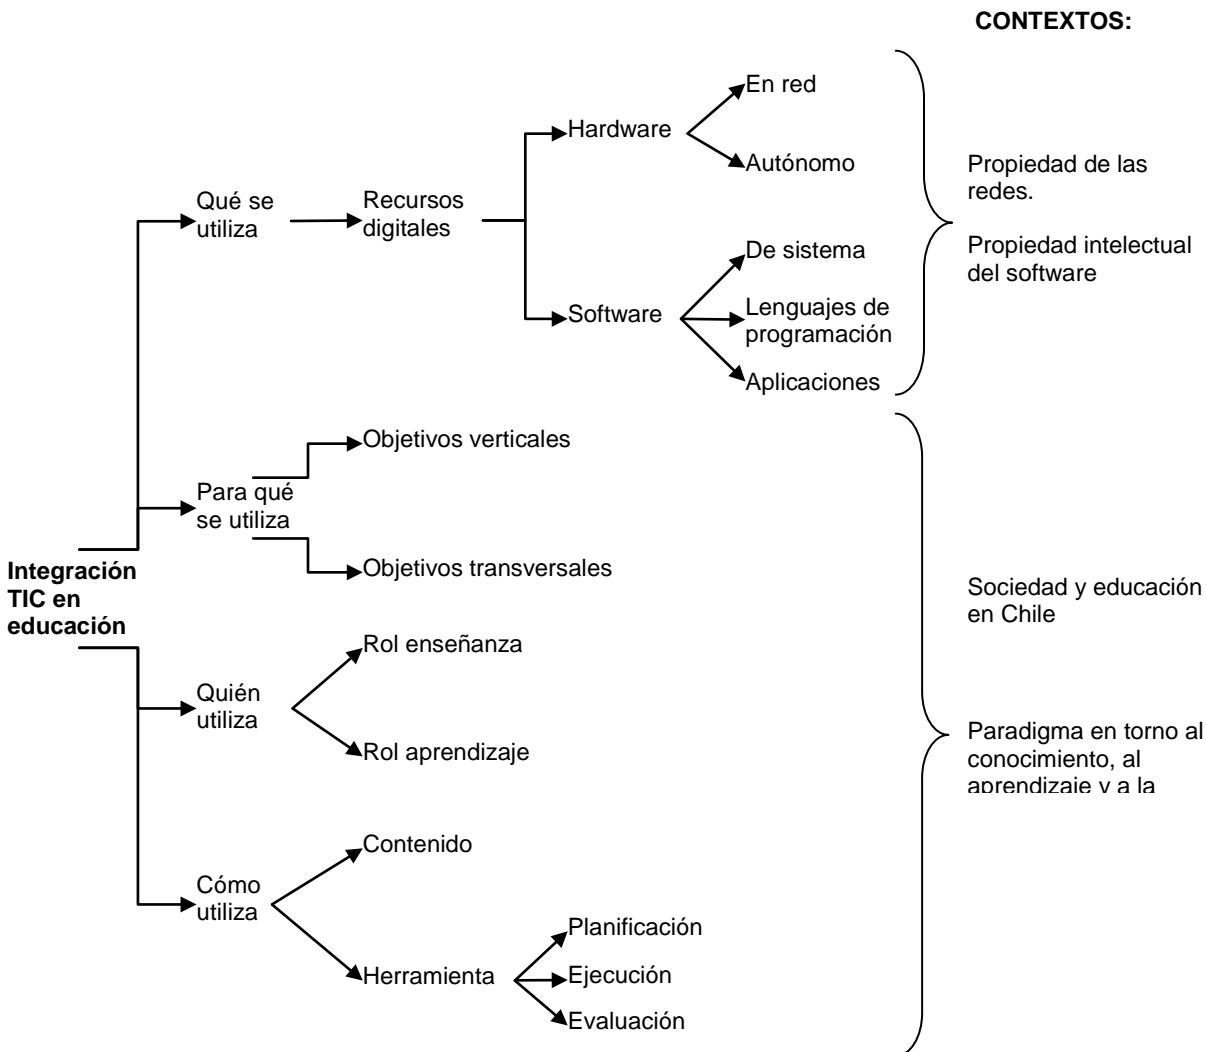 CONTEXTOS:
En red
Hardware
Autónomo
Propiedad de las
redes.
Qué se
utiliza
Recursos
digitales
De sistema
Propiedad intelectual
del software
Software
Lenguajes de
programación
Aplicaciones
Objetivos verticales
Para qué
se utiliza
Objetivos transversales
Integración
TIC en
educación
Sociedad y educación
en Chile
Rol enseñanza
Quién
utiliza
Rol aprendizaje
Paradigma en torno al
conocimiento, al
aprendizaje y a la
Contenido
Cómo
utiliza
Planificación
Herramienta
Ejecución
Evaluación